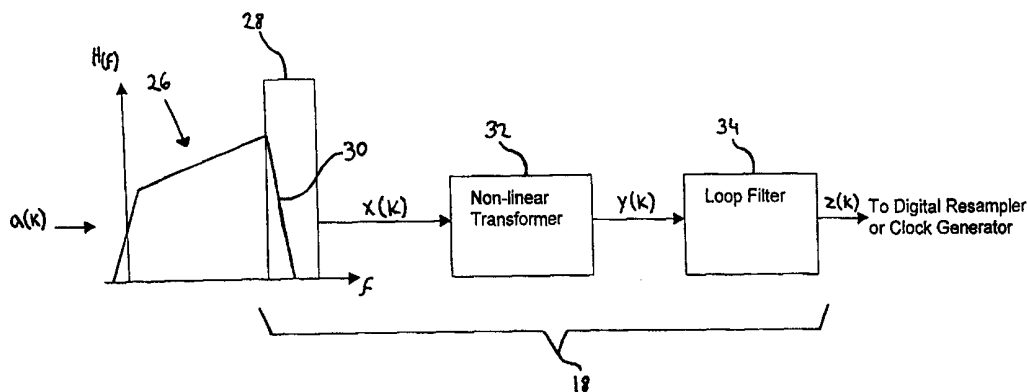 28
H(f)
26
30
32
34
a(k)
x(k)
Non-linear
Transformer
y(k)
Loop Filter
z(k)
To Digital Resampler
or Clock Generator
f
18